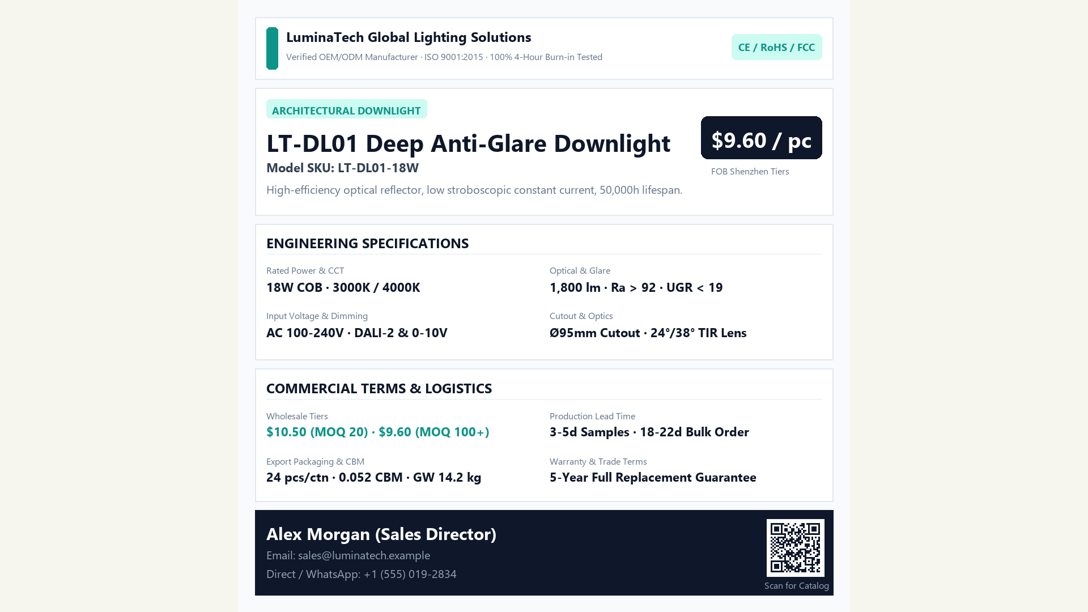 LuminaTech Global Lighting Solutions
Verified OEM/ODM Manufacturer · ISO 9001:2015 · 100% 4-Hour Burn-in Tested
CE / RoHS / FCC
ARCHITECTURAL DOWNLIGHT
LT-DL01 Deep Anti-Glare Downlight
Model SKU: LT-DL01-18W
High-efficiency optical reflector, low stroboscopic constant current, 50,000h lifespan.
$9.60 / pc
FOB Shenzhen Tiers
ENGINEERING SPECIFICATIONS
Rated Power & CCT
18W COB · 3000K / 4000K
Optical & Glare
1,800 lm · Ra > 92 · UGR < 19
Input Voltage & Dimming
AC 100-240V · DALI-2 & 0-10V
Cutout & Optics
Ø95mm Cutout · 24°/38° TIR Lens
COMMERCIAL TERMS & LOGISTICS
Wholesale Tiers
$10.50 (MOQ 20) · $9.60 (MOQ 100+)
Production Lead Time
3-5d Samples · 18-22d Bulk Order
Export Packaging & CBM
24 pcs/ctn · 0.052 CBM · GW 14.2 kg
Warranty & Trade Terms
5-Year Full Replacement Guarantee
Alex Morgan (Sales Director)
Email: sales@luminatech.example
Direct / WhatsApp: +1 (555) 019-2834
Scan for Catalog